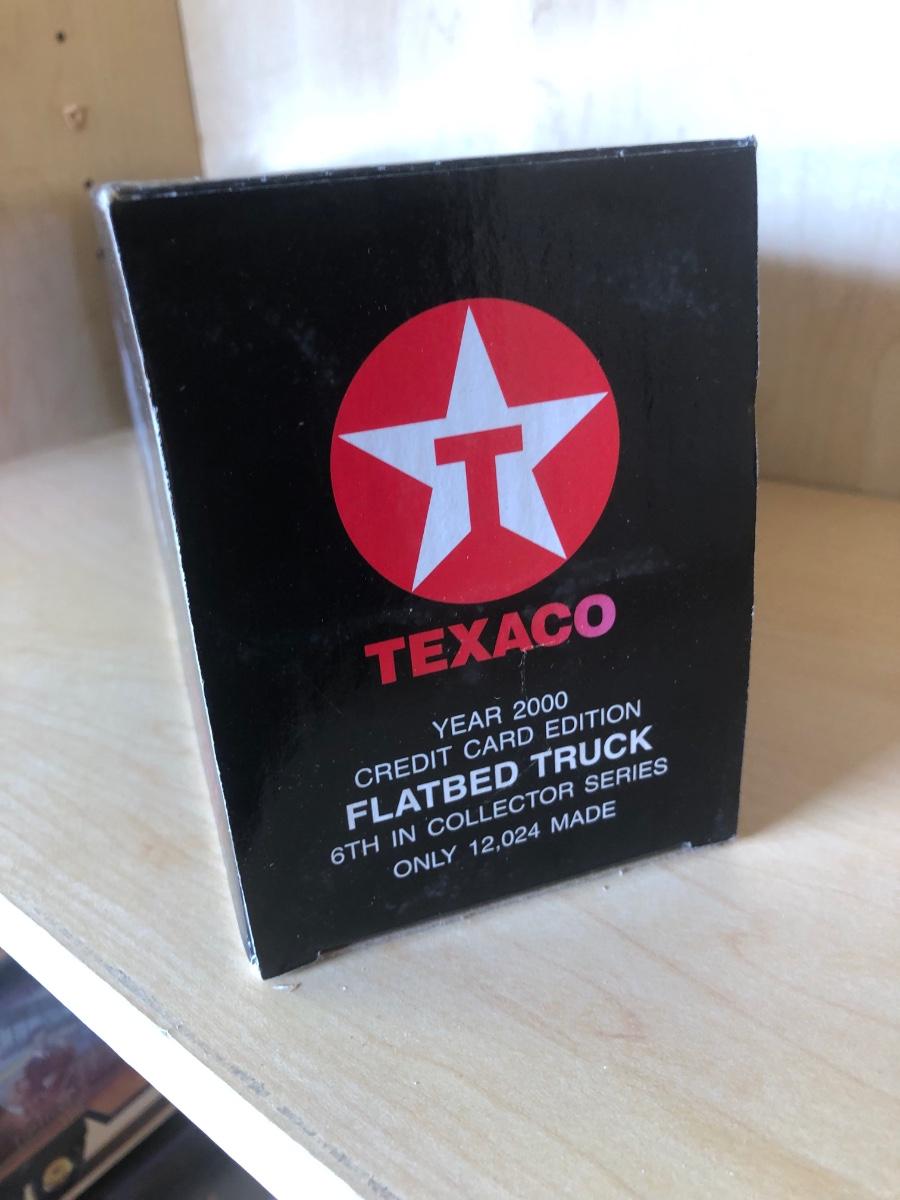 T
TEXACO
YEAR 2000
CREDIT CARD EDITION
FLATBED TRUCK
6TH IN COLLECTOR SERIES
ONLY 12,024 MADE